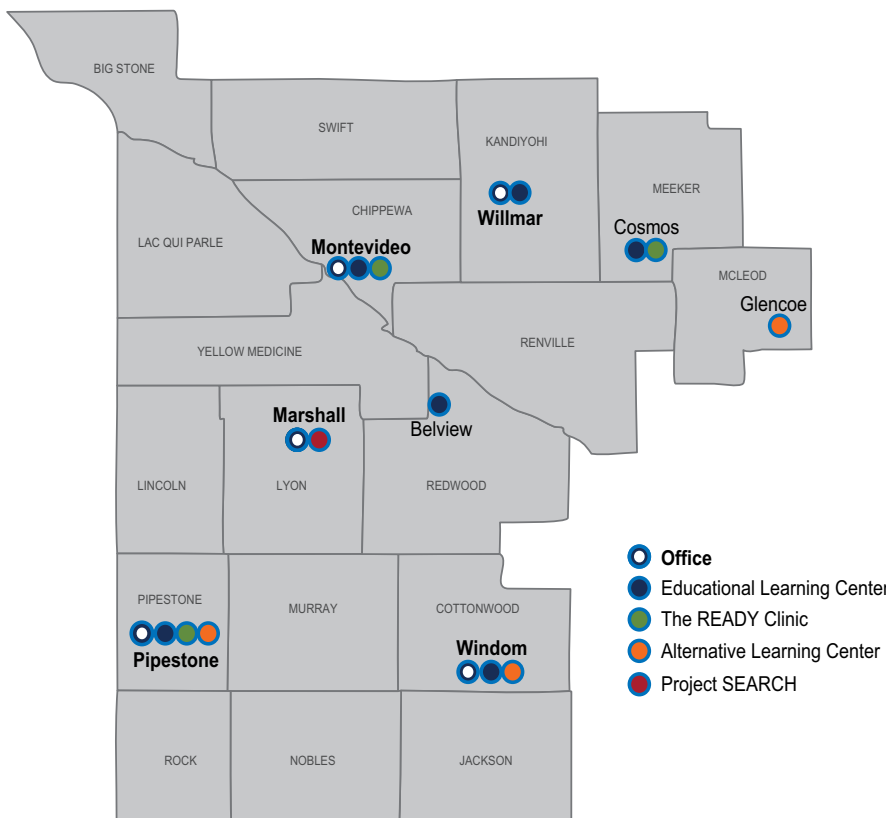 BIG STONE
SWIFT
KANDIYOHI
MEEKER
Willmar
CHIPPEWA
Cosmos
LAC QUI PARLE
Montevideo
MCLEOD
Glencoe
RENVILLE
YELLOW MEDICINE
Marshall
Belview
LINCOLN
LYON
REDWOOD
Office
Educational Learning Center
PIPESTONE
MURRAY
COTTONWOOD
The READY Clinic
Windom
Alternative Learning Center
Pipestone
Project SEARCH
ROCK
NOBLES
JACKSON